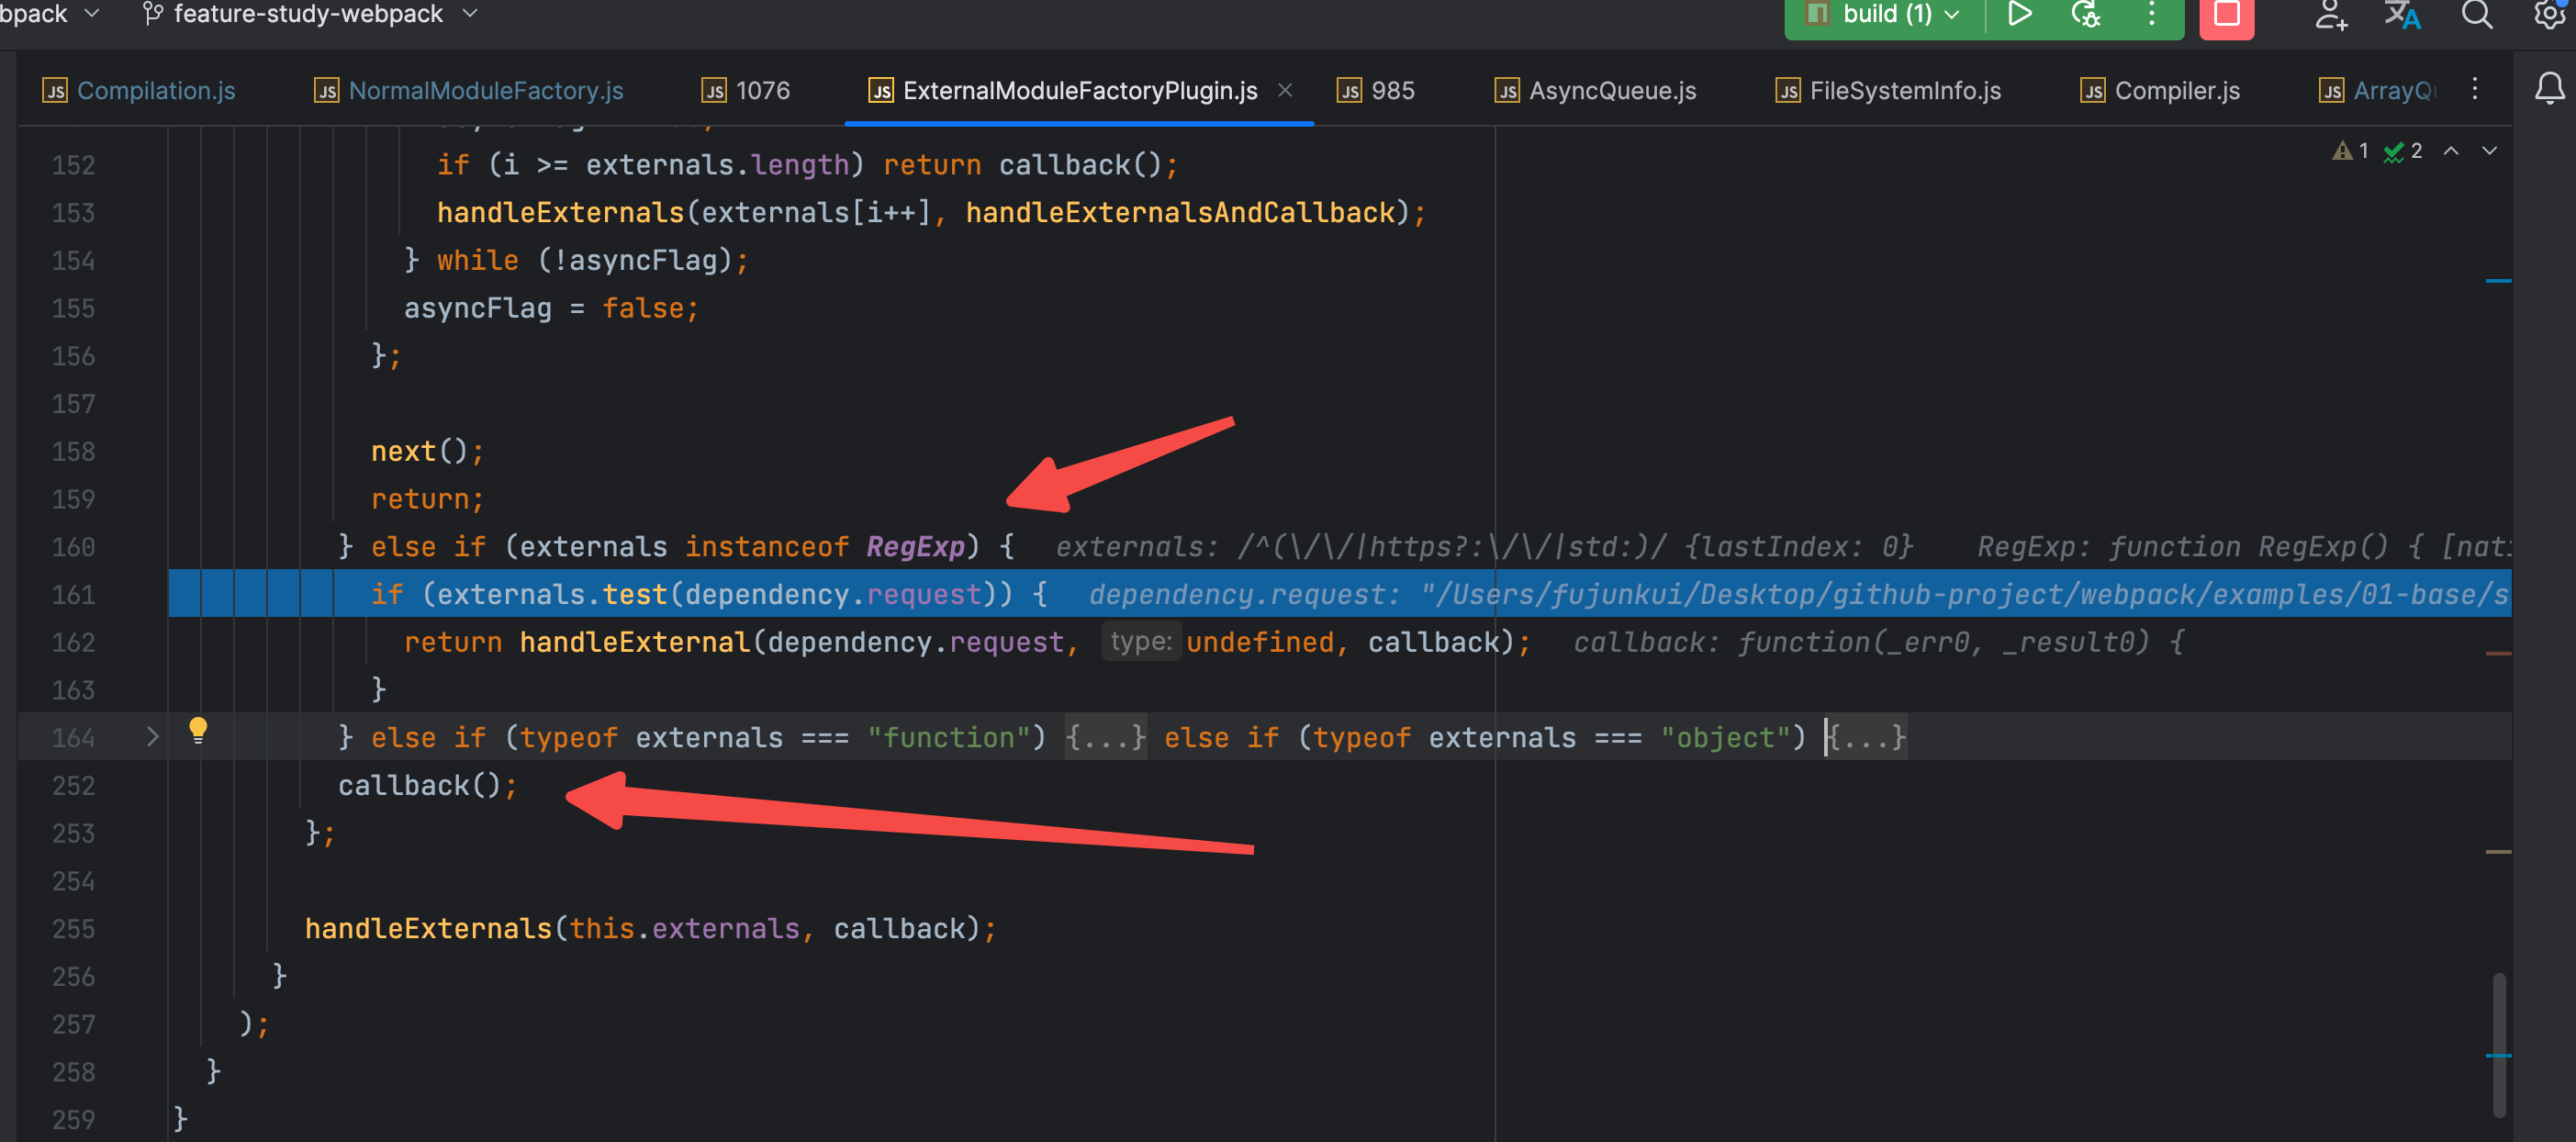 bpack feature-study-webpack build (1)
Compilation.js NormalModuleFactory.js 1076 ExternalModuleFactoryPlugin.js 985 AsyncQueue.js FileSystemInfo.js Compiler.js
1 2
152 if (i >= externals.length) return callback();
153 handleExternals(externals[i++], handleExternalsAndCallback);
154 } while (!asyncFlag);
155 asyncFlag = false;
156 };
157
158 next();
159 return;
160 } else if (externals instanceof RegExp) { externals: /^(\/\/|https?:\/\/|std:)/ {lastIndex: 0} RegExp: function RegExp() { [nat
161 if (externals.test(dependency.request)) { dependency.request: "/Users/fujunkui/Desktop/github-project/webpack/examples/01-base/s
162 return handleExternal(dependency.request, type: undefined, callback); callback: function(_err0, _result0) {
163 }
164 } else if (typeof externals === "function") {...} else if (typeof externals === "object") {...}
252 callback();
253 };
254
255 handleExternals(this.externals, callback);
256 }
257 );
258 }
259 }